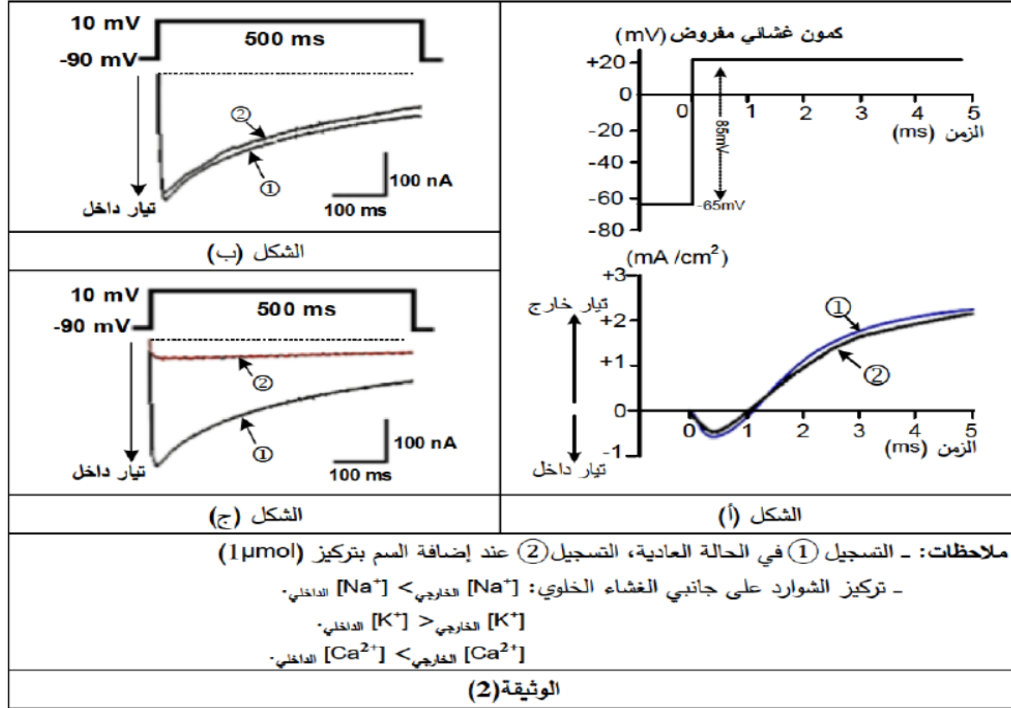 كمون غشائي مفروض (mV)
+20
0
-20
-40
-60
-80
0 1 2 3 4 5
الزمن (ms)
85mV
-65mV
(mA /cm²)
+3
+2
+1
0
-1
تيار خارج
تيار داخل
① ②
0 1 2 3 4 5
الزمن (ms)
الشكل (أ)
10 mV
-90 mV
500 ms
② ①
تيار داخل
100 nA
100 ms
الشكل (ب)
10 mV
-90 mV
500 ms
② ①
تيار داخل
100 nA
100 ms
الشكل (ج)
ملاحظات: ـ التسجيل ① في الحالة العادية، التسجيل ② عند إضافة السم بتركيز (1µmol)
ـ تركيز الشوارد على جانبي الغشاء الخلوي: [Na⁺] الخارجي > [Na⁺] الداخلي.
[K⁺] الخارجي < [K⁺] الداخلي.
[Ca²⁺] الخارجي > [Ca²⁺] الداخلي.
الوثيقة(2)